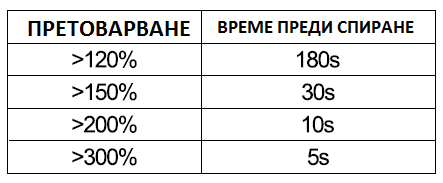 ПРЕТОВАРВАНЕ ВРЕМЕ ПРЕДИ СПИРАНЕ
>120% 180s
>150% 30s
>200% 10s
>300% 5s